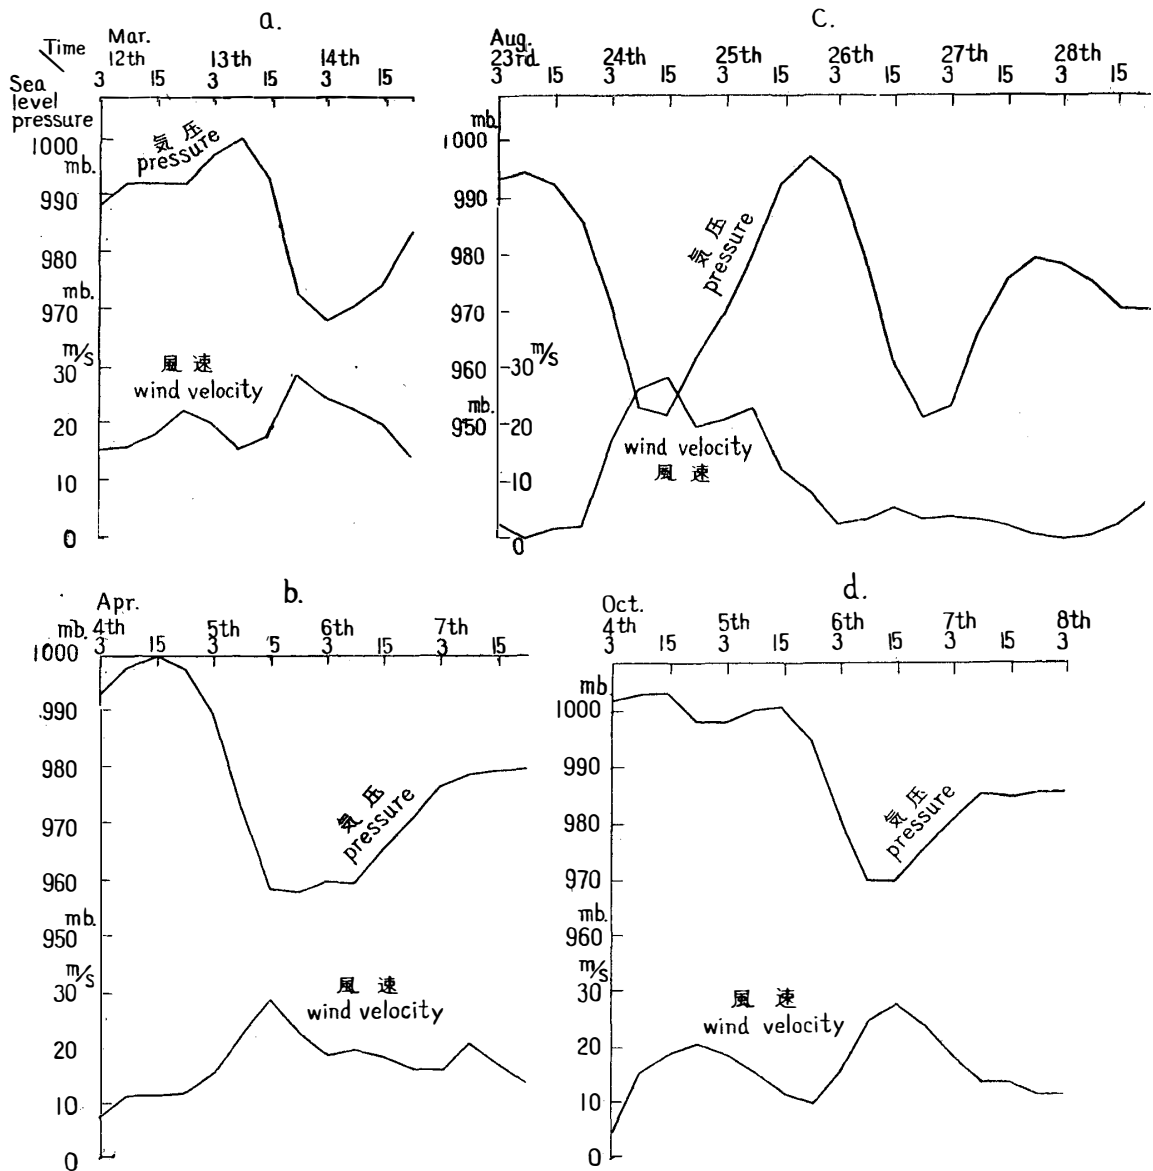 a.
Time
Mar.
12th 13th 14th
3 15 3 15 3 15
Sea
level
pressure
1000
mb.
990
980
mb.
970
m/s
30
20
10
0
気圧
pressure
風速
wind velocity
c.
Aug.
23rd 24th 25th 26th 27th 28th
3 15 3 15 3 15 3 15 3 15 3 15
mb.
1000
990
980
970
m/s
960 30
mb.
950 20
10
0
気圧
pressure
wind velocity
風速
b.
Apr.
4th 5th 6th 7th
3 15 3 5 3 15 3 15
mb.
1000
990
980
970
960
mb.
950
m/s
30
20
10
0
気圧
pressure
風速
wind velocity
d.
Oct.
4th 5th 6th 7th 8th
3 15 3 15 3 15 3 15 3
mb
1000
990
980
970
mb.
960
m/s
30
20
10
0
気圧
pressure
風速
wind velocity